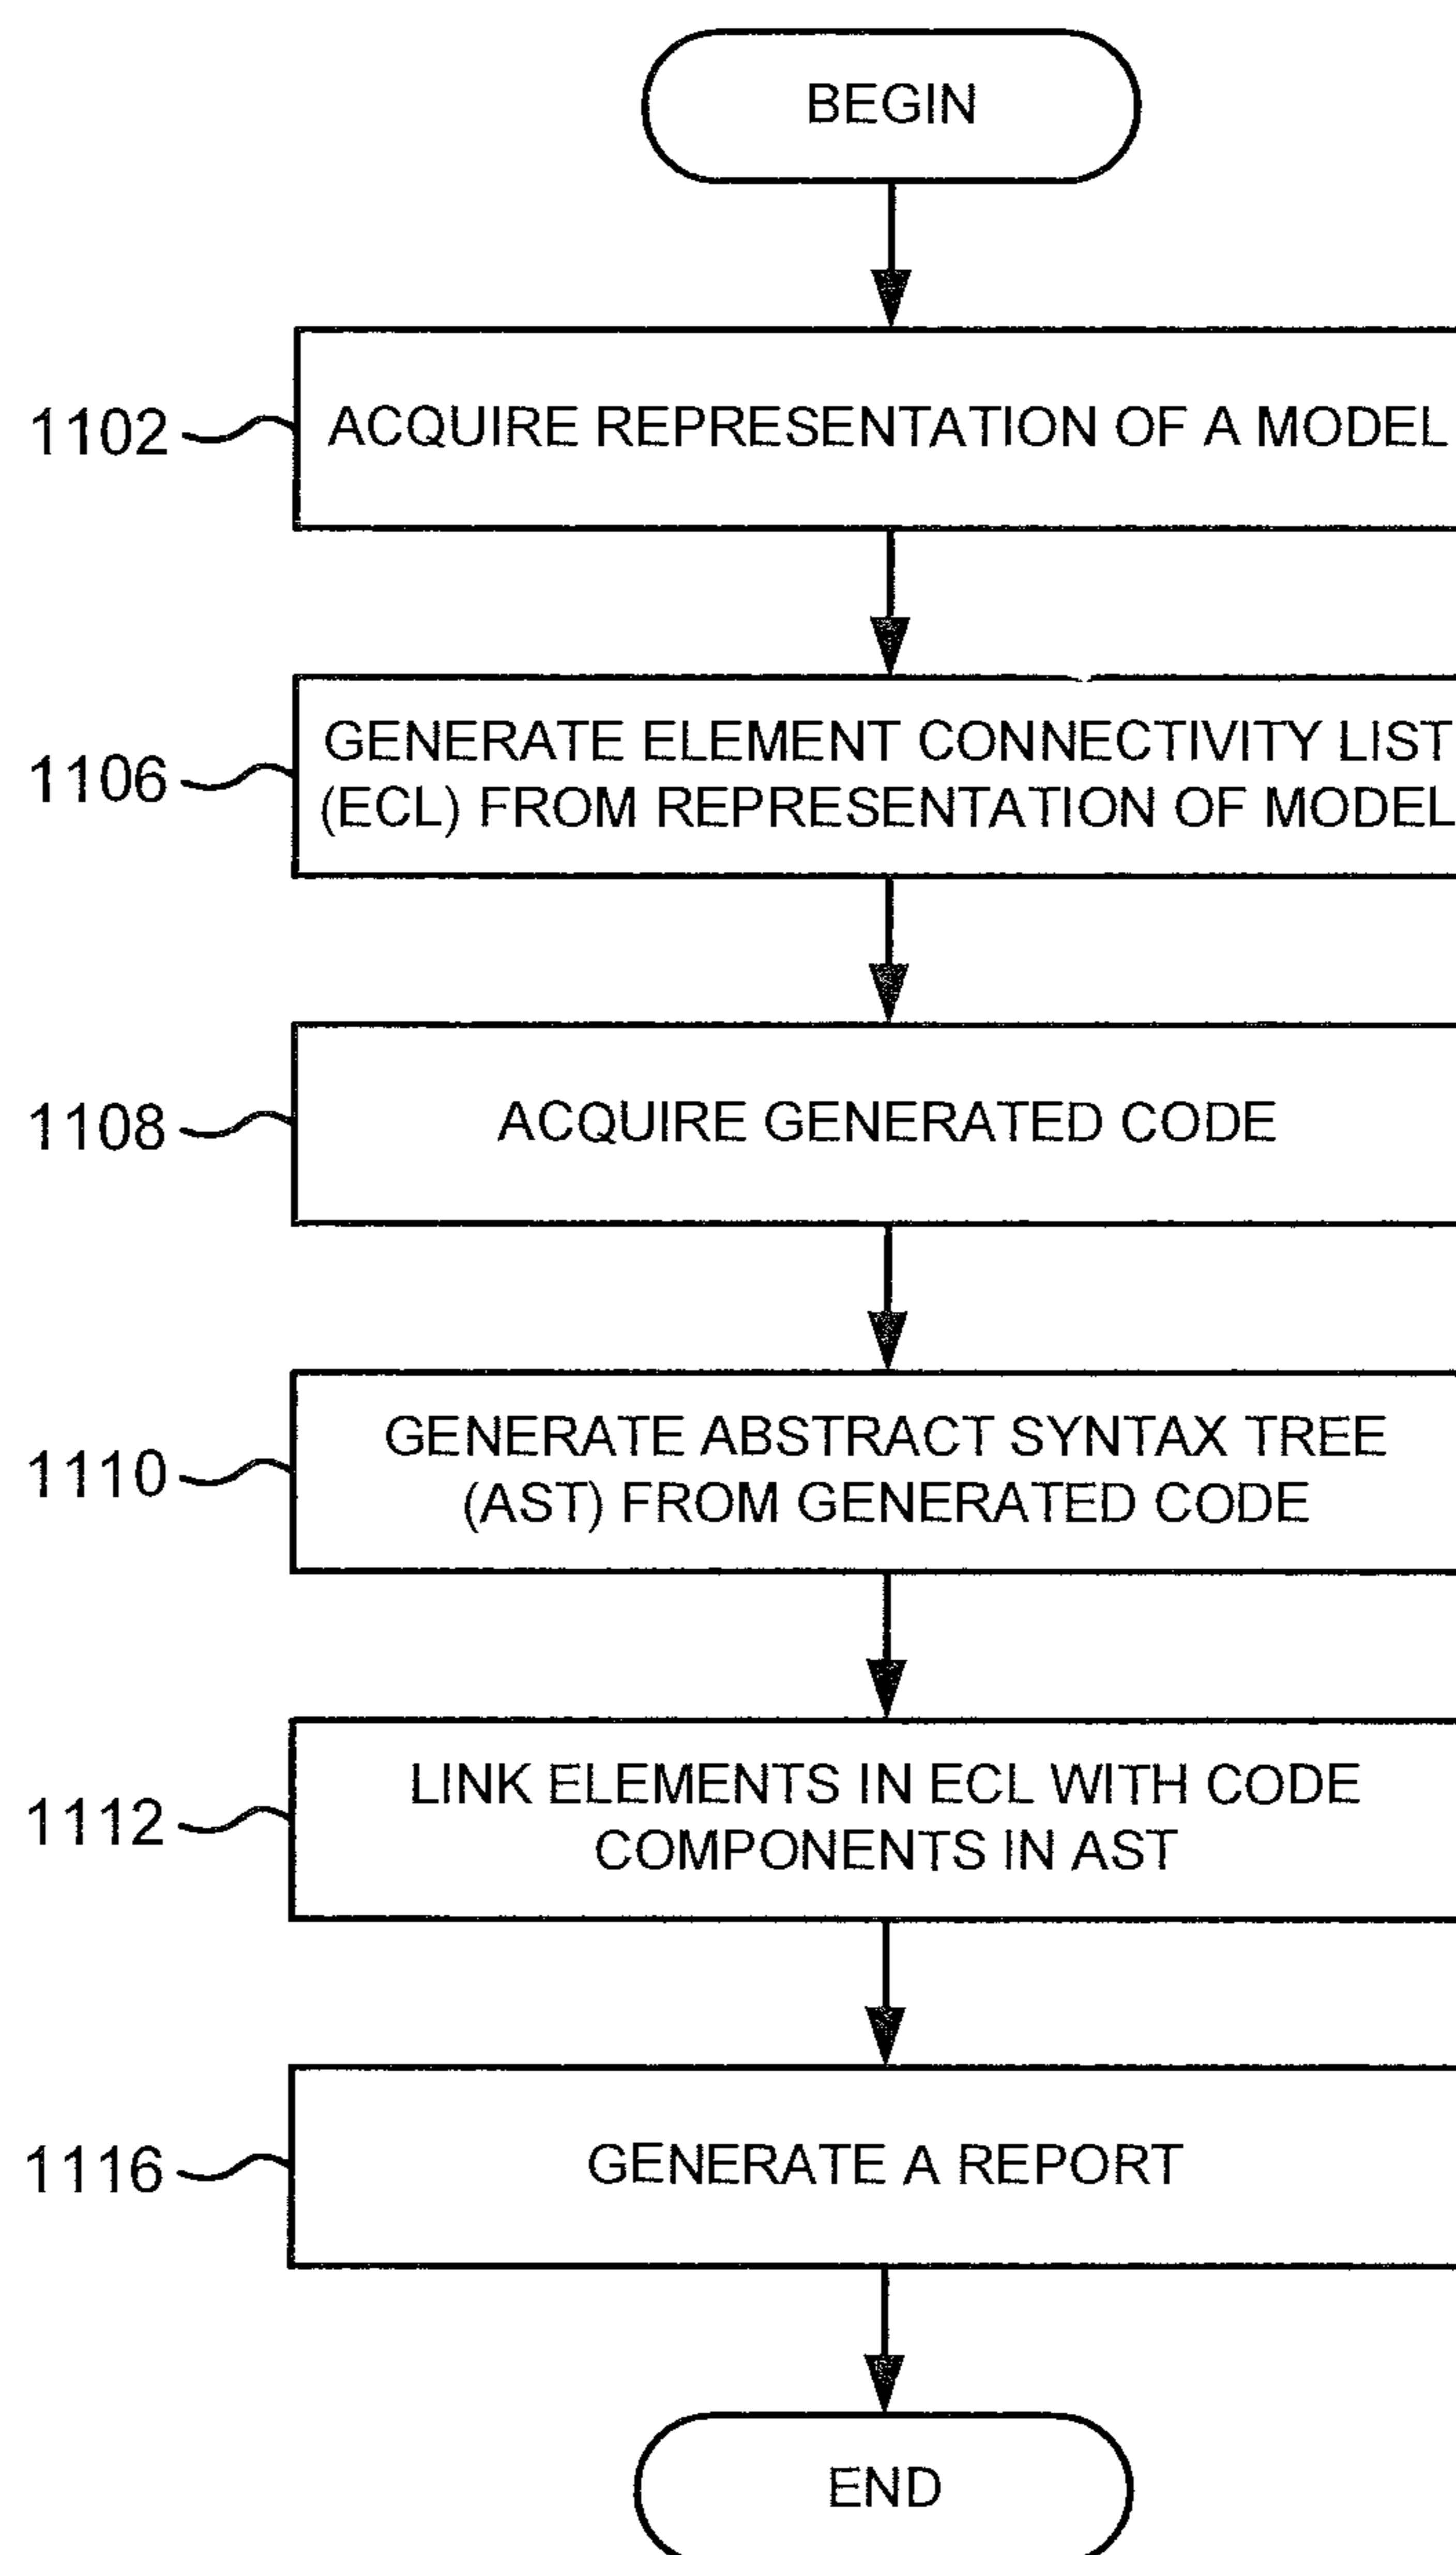 BEGIN
1102
ACQUIRE REPRESENTATION OF A MODEL
1106
GENERATE ELEMENT CONNECTIVITY LIST
(ECL) FROM REPRESENTATION OF MODEL
1108
ACQUIRE GENERATED CODE
1110
GENERATE ABSTRACT SYNTAX TREE
(AST) FROM GENERATED CODE
1112
LINK ELEMENTS IN ECL WITH CODE
COMPONENTS IN AST
1116
GENERATE A REPORT
END